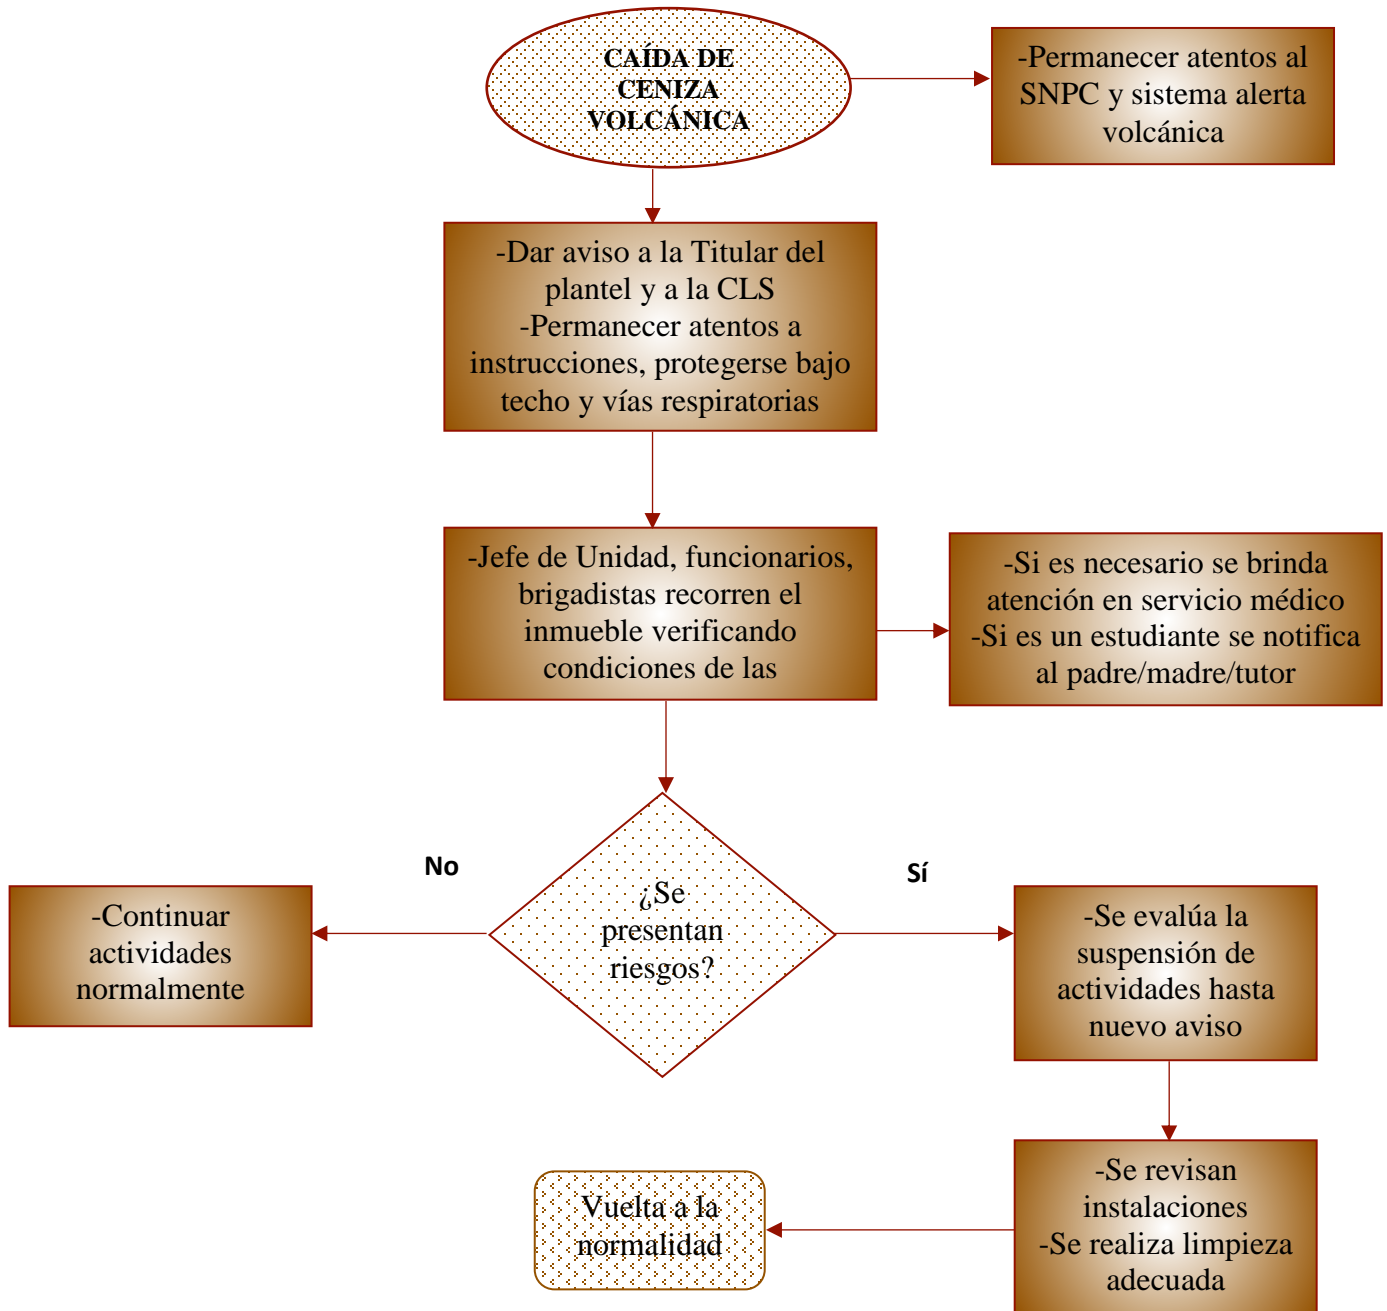 CAÍDA DE
CENIZA
VOLCÁNICA
-Permanecer atentos al
SNPC y sistema alerta
volcánica
-Dar aviso a la Titular del
plantel y a la CLS
-Permanecer atentos a
instrucciones, protegerse bajo
techo y vías respiratorias
-Jefe de Unidad, funcionarios,
brigadistas recorren el
inmueble verificando
condiciones de las
-Si es necesario se brinda
atención en servicio médico
-Si es un estudiante se notifica
al padre/madre/tutor
¿Se
presentan
riesgos?
No
-Continuar
actividades
normalmente
Sí
-Se evalúa la
suspensión de
actividades hasta
nuevo aviso
-Se revisan
instalaciones
-Se realiza limpieza
adecuada
Vuelta a la
normalidad